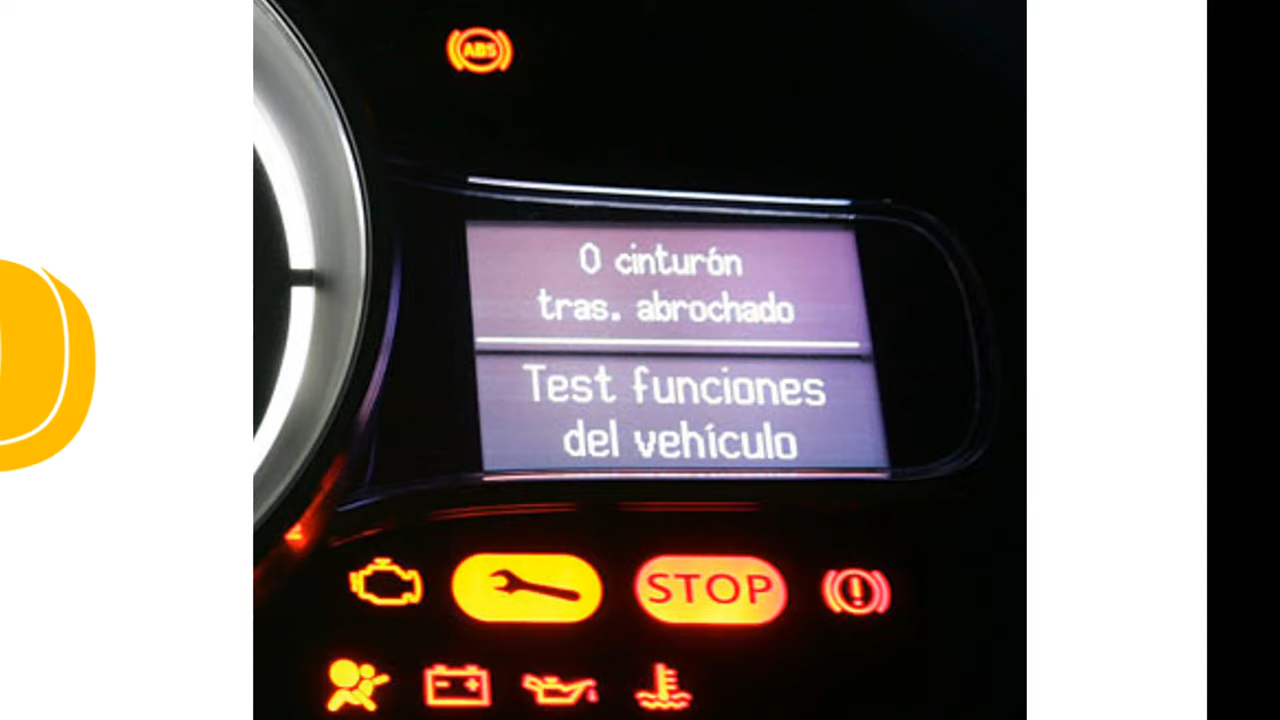 ABS
0 cinturón
tras. abrochado
Test funciones
del vehículo
STOP